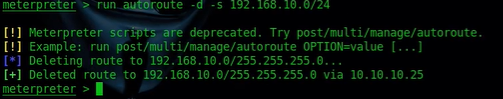 meterpreter > run autoroute -d -s 192.168.10.0/24
[!] Meterpreter scripts are deprecated. Try post/multi/manage/autoroute.
[!] Example: run post/multi/manage/autoroute OPTION=value [...]
[*] Deleting route to 192.168.10.0/255.255.255.0...
[+] Deleted route to 192.168.10.0/255.255.255.0 via 10.10.10.25
meterpreter >